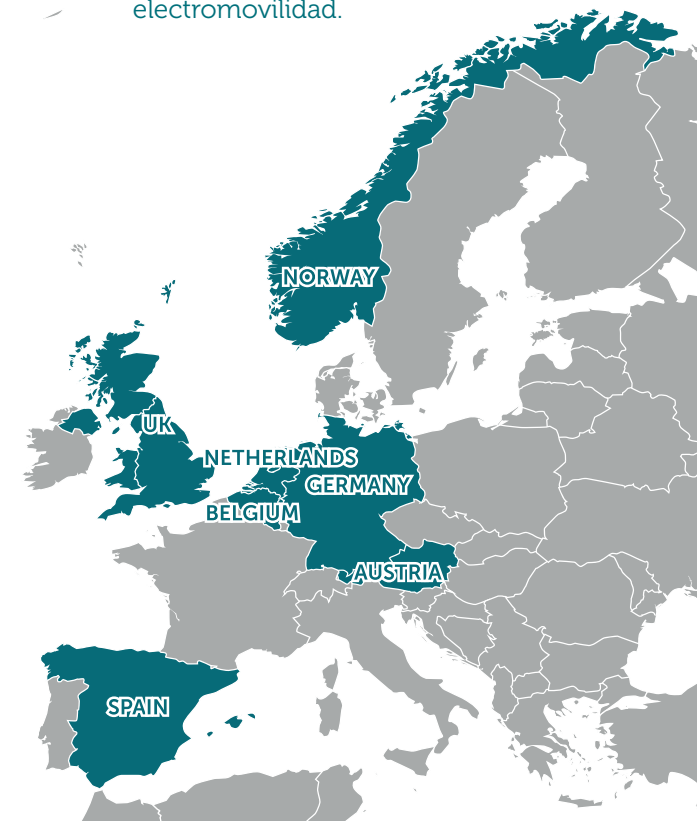 electromovilidad.
NORWAY
UK
NETHERLANDS
GERMANY
BELGIUM
AUSTRIA
SPAIN